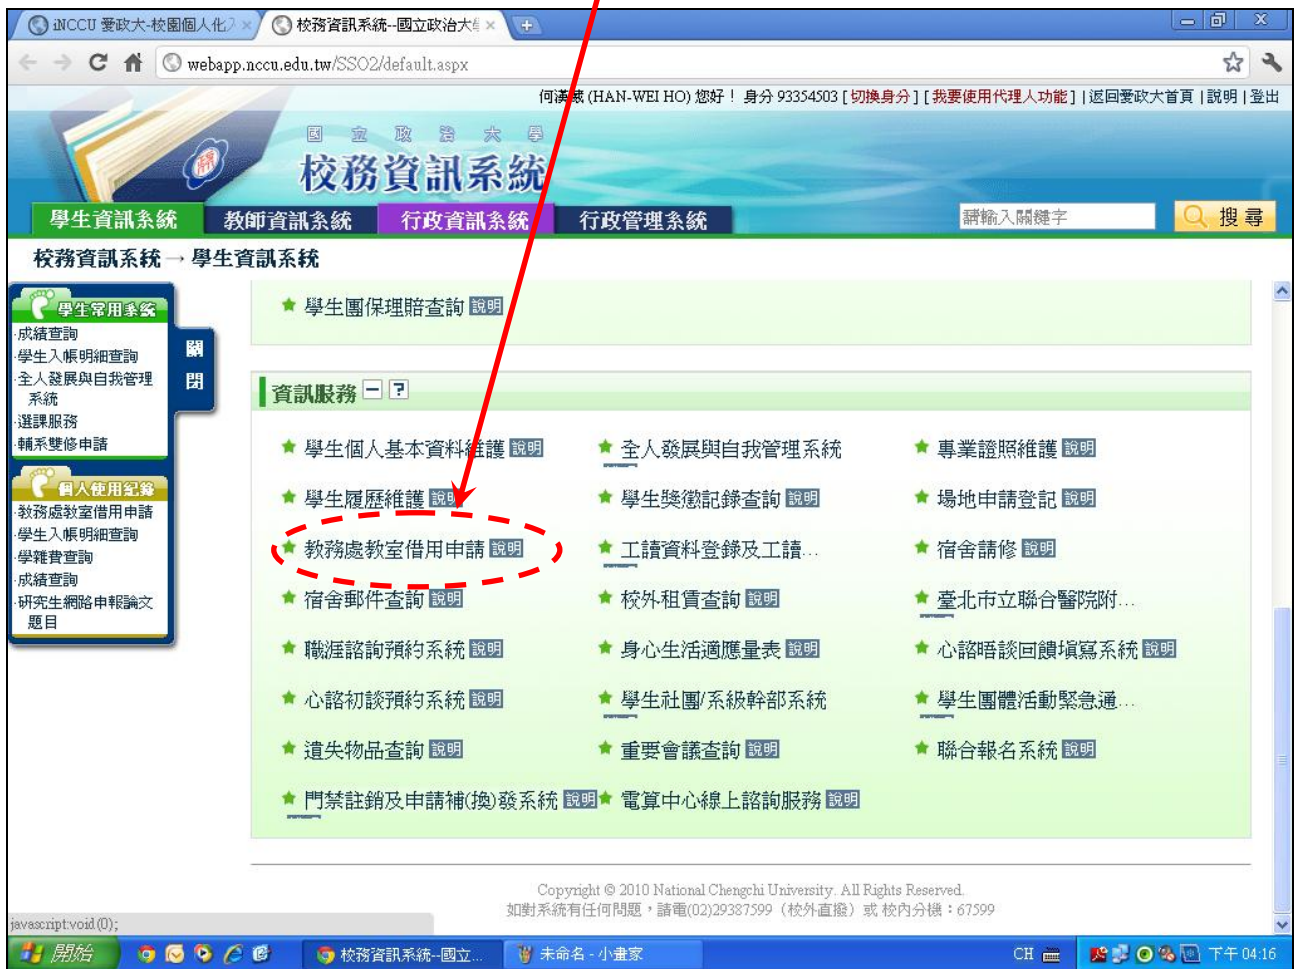 iNCCU 愛政大-校園個人化入
校務資訊系統--國立政治大學
webapp.nccu.edu.tw/SSO2/default.aspx
(HAN-WEI HO) 您好！ 身分 93354503 [ 切換身分 ] [ 我要使用代理人功能 ] | 返回愛政大首頁 | 說明 | 登出
國立政治大學
校務資訊系統
學生資訊系統 教師資訊系統 行政資訊系統 行政管理系統 請輸入關鍵字 搜尋
校務資訊系統 → 學生資訊系統
學生常用系統
·成績查詢
·學生入帳明細查詢
·全人發展與自我管理
系統
·選課服務
·輔系雙修申請
關
閉
個人使用紀錄
·教務處教室借用申請
·學生入帳明細查詢
·學雜費查詢
·成績查詢
·研究生網路申報論文
題目
學生團保理賠查詢 說明
資訊服務 − ?
學生個人基本資料維護 說明 全人發展與自我管理系統 專業證照維護 說明
學生履歷維護 說明 學生獎懲記錄查詢 說明 場地申請登記 說明
教務處教室借用申請 說明 工讀資料登錄及工讀... 宿舍請修 說明
宿舍郵件查詢 說明 校外租賃查詢 說明 臺北市立聯合醫院附...
職涯諮詢預約系統 說明 身心生活適應量表 說明 心諮晤談回饋填寫系統 說明
心諮初談預約系統 說明 學生社團/系級幹部系統 學生團體活動緊急通...
遺失物品查詢 說明 重要會議查詢 說明 聯合報名系統 說明
門禁註銷及申請補(換)發系統 說明 電算中心線上諮詢服務 說明
Copyright © 2010 National Chengchi University. All Rights Reserved.
如對系統有任何問題，請電(02)29387599（校外直撥）或 校內分機：67599
javascript:void(0);
開始 校務資訊系統--國立... 未命名 - 小畫家 CH 下午 04:16